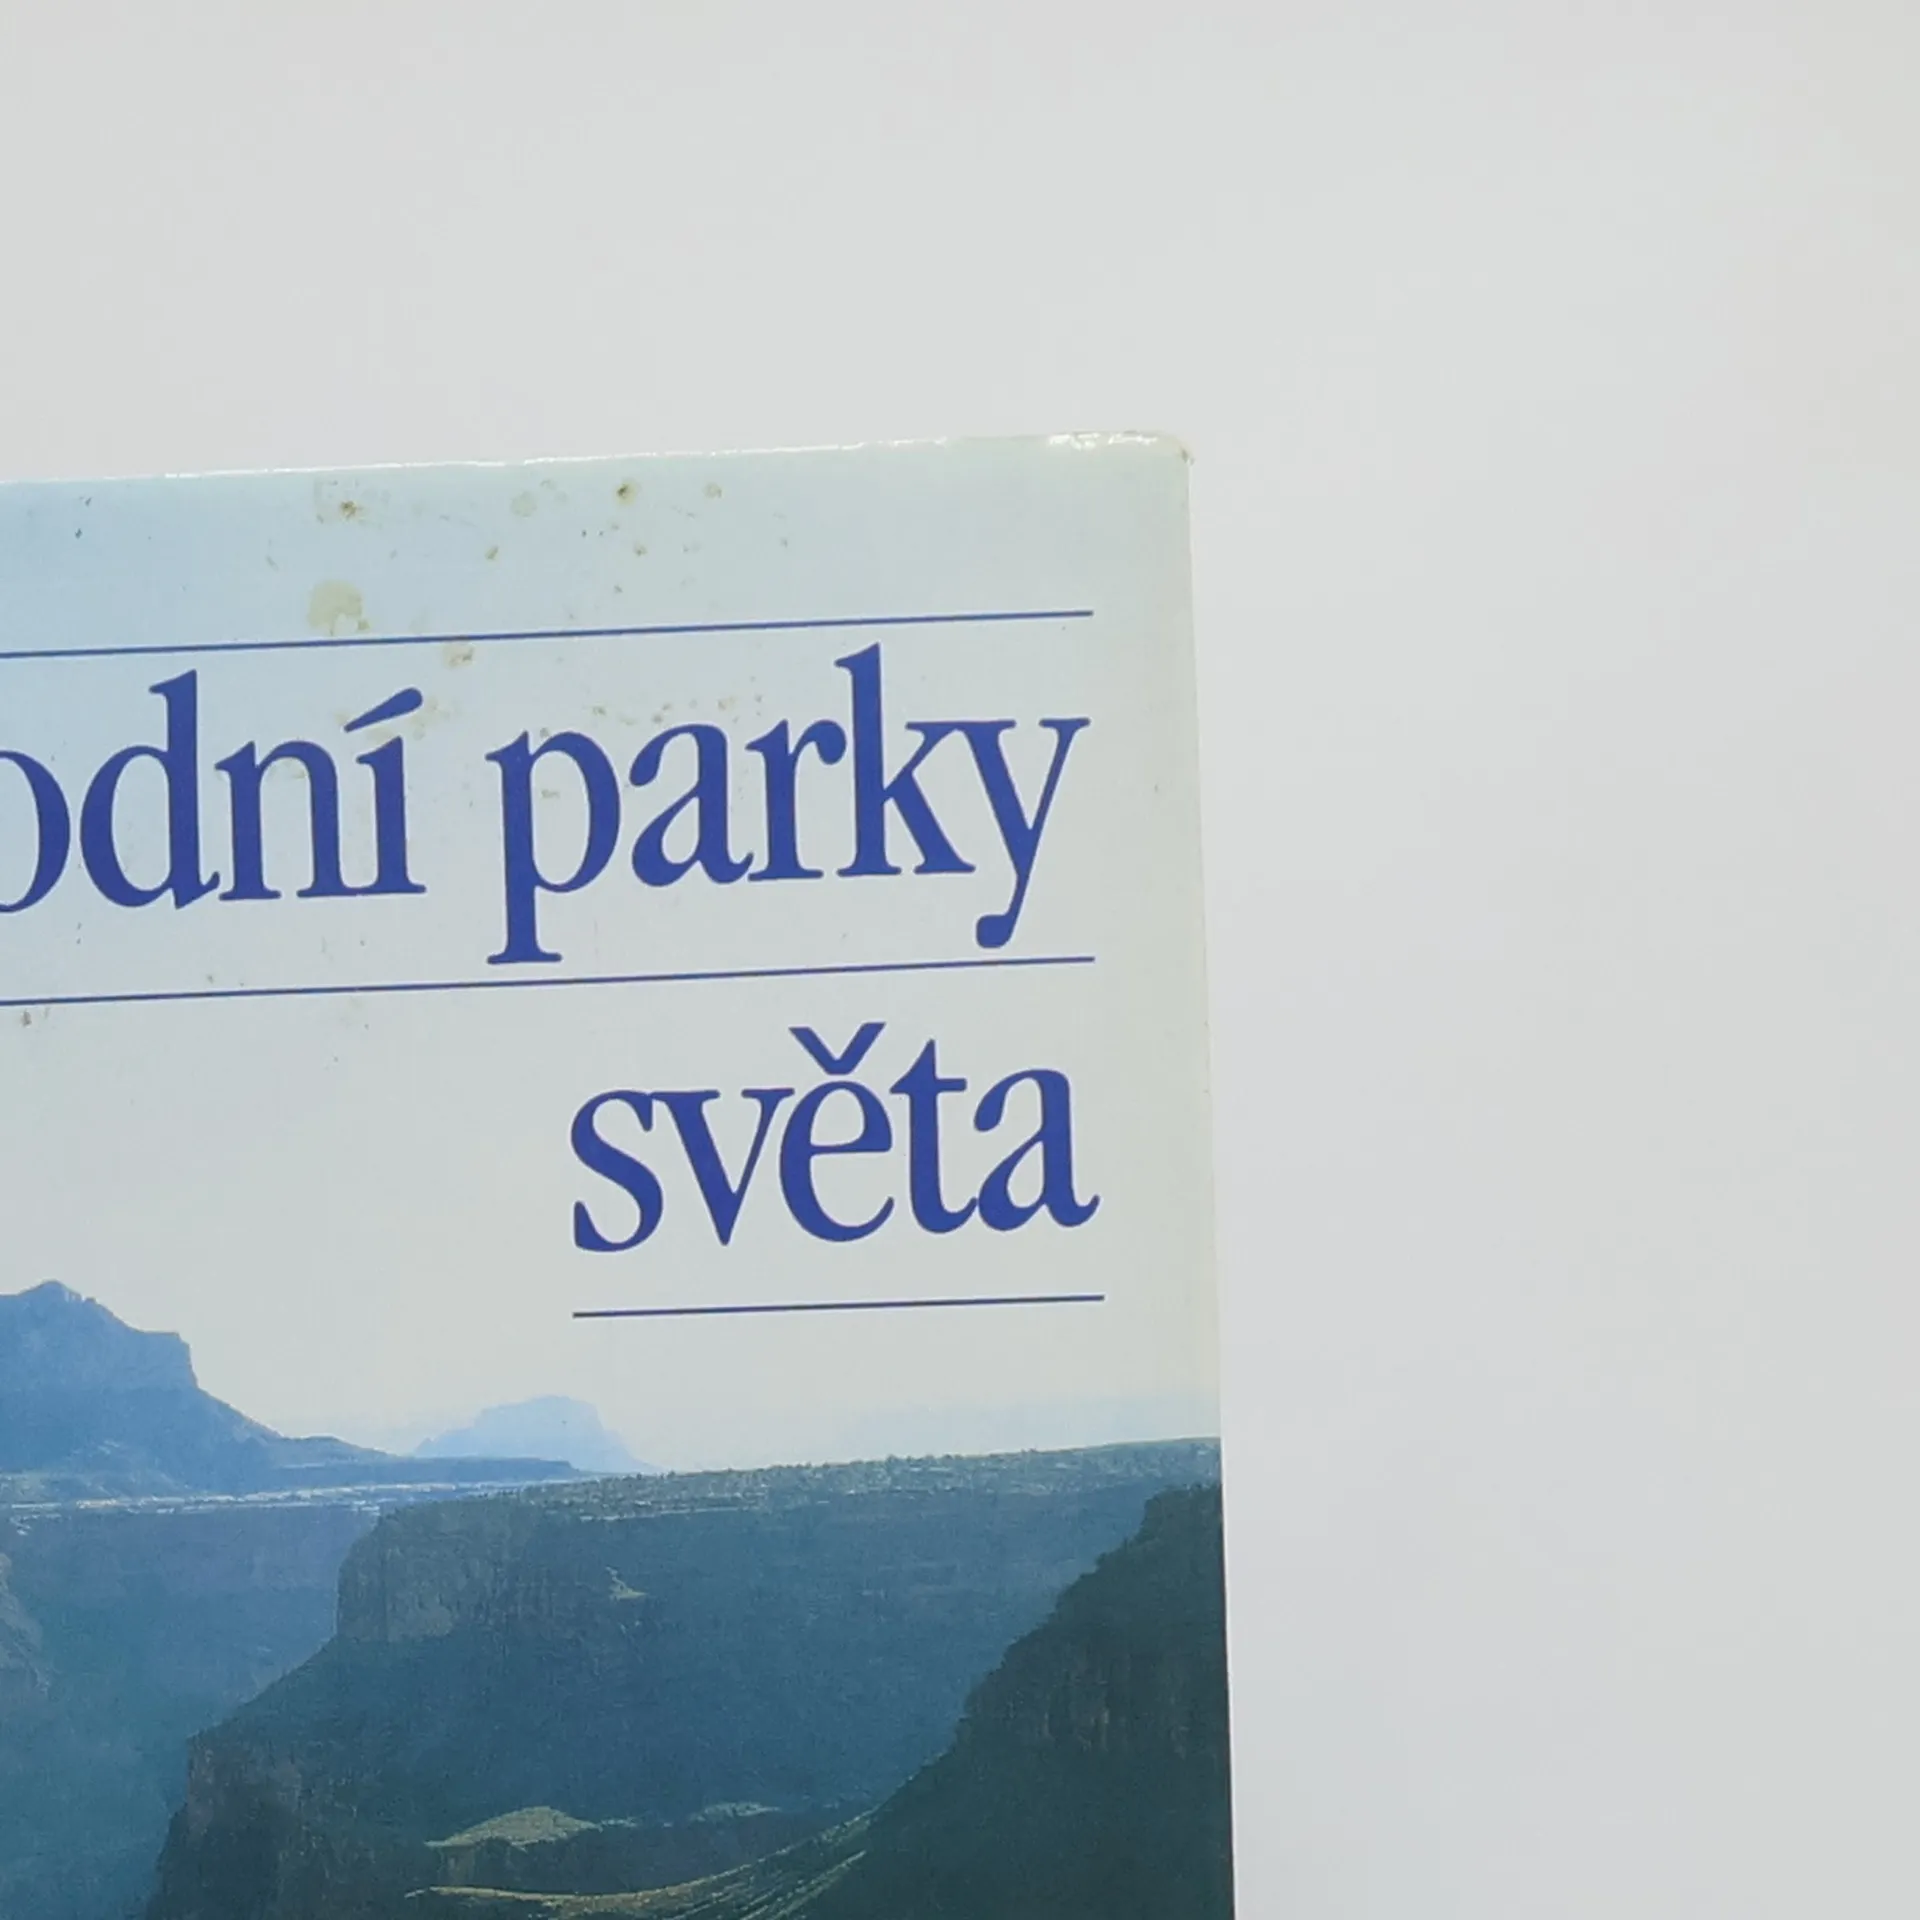 odní parky
světa